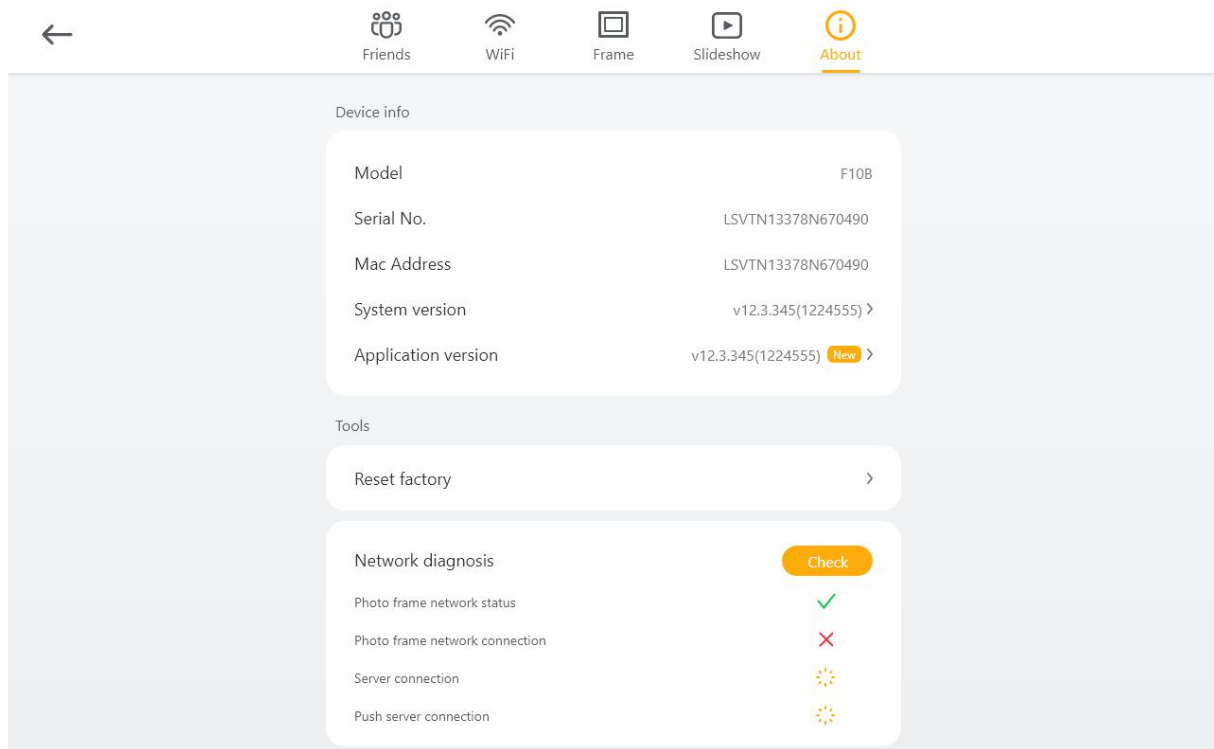 Friends WiFi Frame Slideshow About
Device info
Model F10B
Serial No. LSVTN13378N670490
Mac Address LSVTN13378N670490
System version v12.3.345(1224555)
Application version v12.3.345(1224555) New
Tools
Reset factory
Network diagnosis Check
Photo frame network status
Photo frame network connection
Server connection
Push server connection